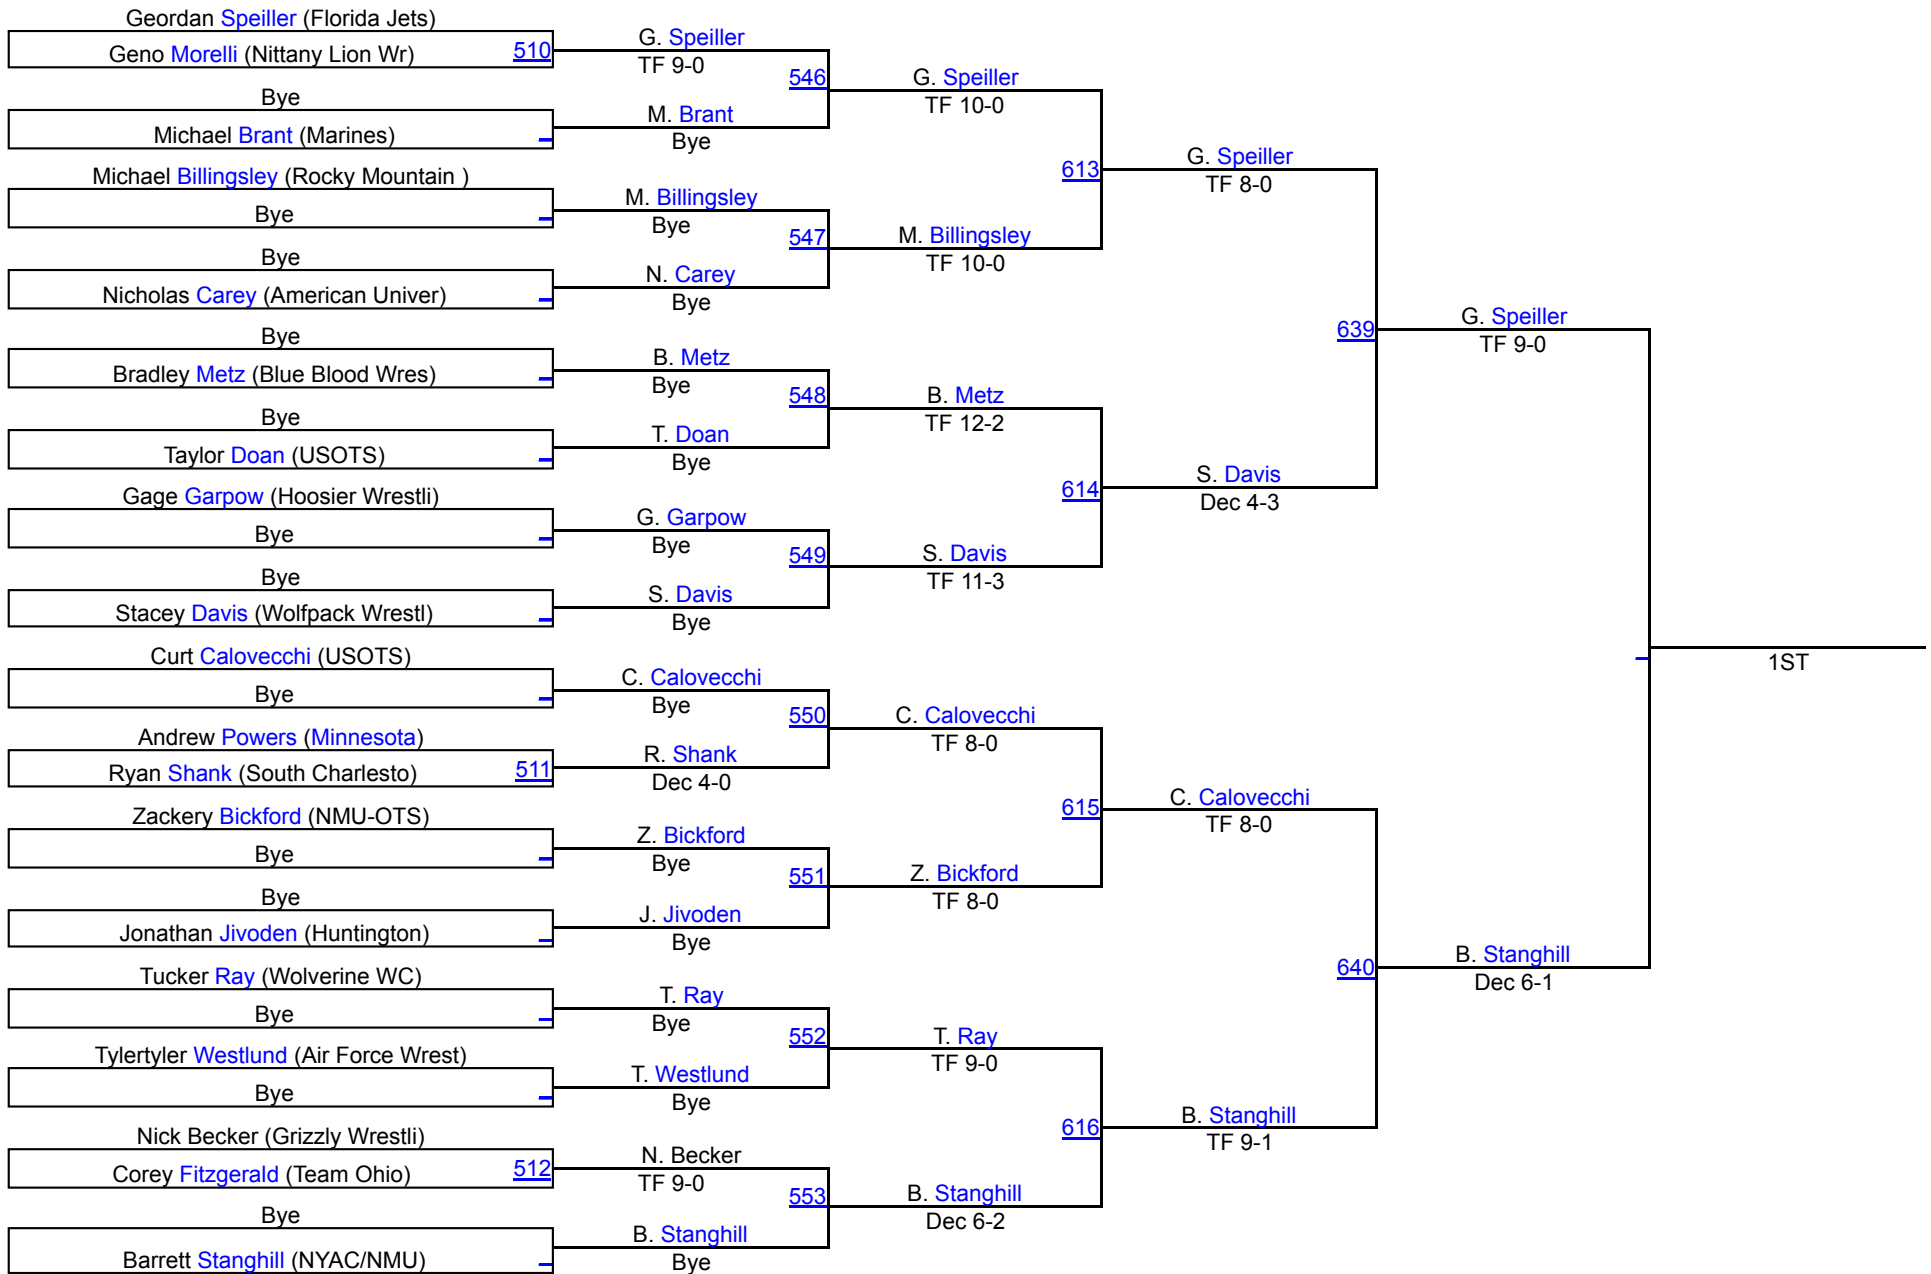 Geordan Speiller (Florida Jets)
Geno Morelli (Nittany Lion Wr) 510
Bye
Michael Brant (Marines)
Michael Billingsley (Rocky Mountain )
Bye
Bye
Nicholas Carey (American Univer)
Bye
Bradley Metz (Blue Blood Wres)
Bye
Taylor Doan (USOTS)
Gage Garpow (Hoosier Wrestli)
Bye
Bye
Stacey Davis (Wolfpack Wrestl)
Curt Calovecchi (USOTS)
Bye
Andrew Powers (Minnesota)
Ryan Shank (South Charlesto) 511
Zackery Bickford (NMU-OTS)
Bye
Bye
Jonathan Jivoden (Huntington)
Tucker Ray (Wolverine WC)
Bye
Tylertyler Westlund (Air Force Wrest)
Bye
Nick Becker (Grizzly Wrestli)
Corey Fitzgerald (Team Ohio) 512
Bye
Barrett Stanghill (NYAC/NMU)
G. Speiller
TF 9-0
546
M. Brant
Bye
M. Billingsley
Bye
547
N. Carey
Bye
B. Metz
Bye
548
T. Doan
Bye
G. Garpow
Bye
549
S. Davis
Bye
C. Calovecchi
Bye
550
R. Shank
Dec 4-0
Z. Bickford
Bye
551
J. Jivoden
Bye
T. Ray
Bye
552
T. Westlund
Bye
N. Becker
TF 9-0
553
B. Stanghill
Bye
G. Speiller
TF 10-0
613
M. Billingsley
TF 10-0
B. Metz
TF 12-2
614
S. Davis
TF 11-3
C. Calovecchi
TF 8-0
615
Z. Bickford
TF 8-0
T. Ray
TF 9-0
616
B. Stanghill
Dec 6-2
G. Speiller
TF 8-0
639
S. Davis
Dec 4-3
C. Calovecchi
TF 8-0
640
B. Stanghill
TF 9-1
G. Speiller
TF 9-0
B. Stanghill
Dec 6-1
1ST